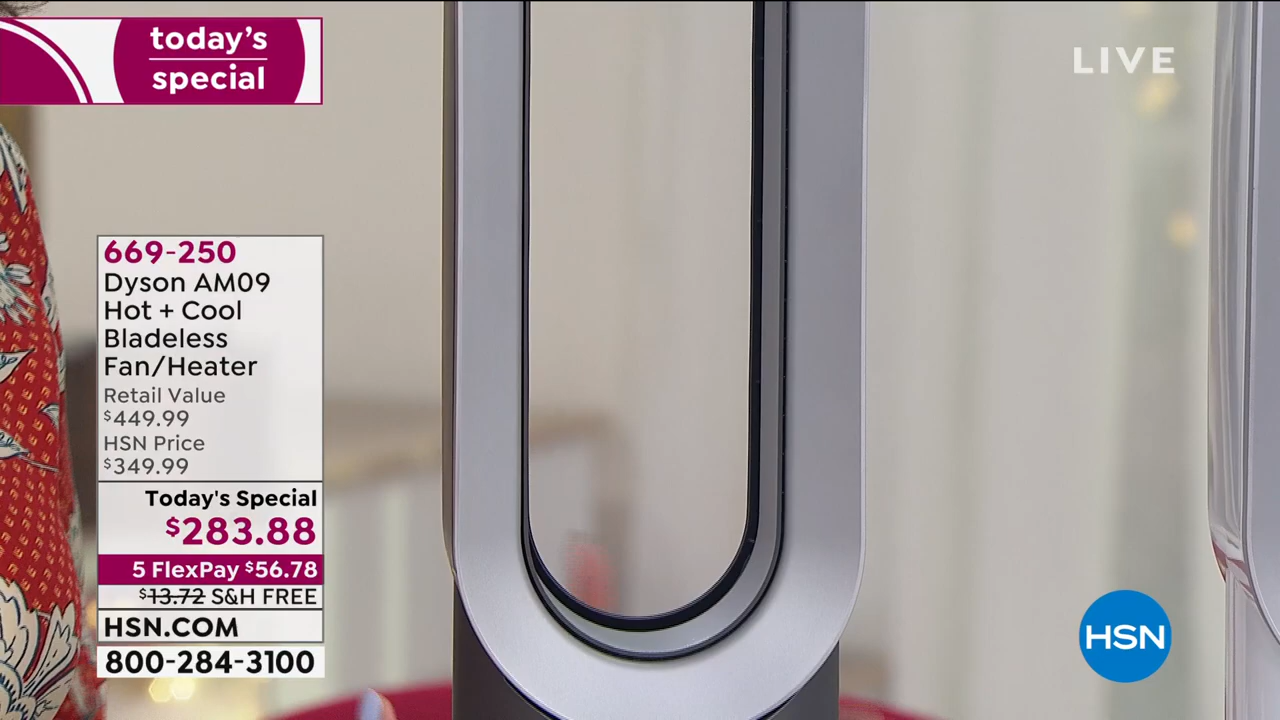 today's
special
LIVE
669-250
Dyson AM09
Hot + Cool
Bladeless
Fan/Heater
Retail Value
$449.99
HSN Price
$349.99
Today's Special
$283.88
5 FlexPay $56.78
$13.72 S&H FREE
HSN.COM
800-284-3100
HSN